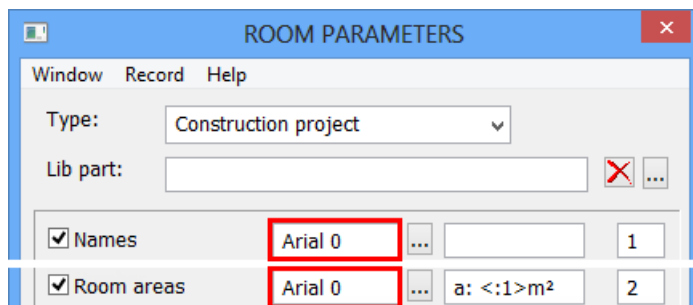 ROOM PARAMETERS
Window Record Help
Type: Construction project
Lib part: ...
Names Arial 0 ... 1
Room areas Arial 0 ... a: <:1>m² 2